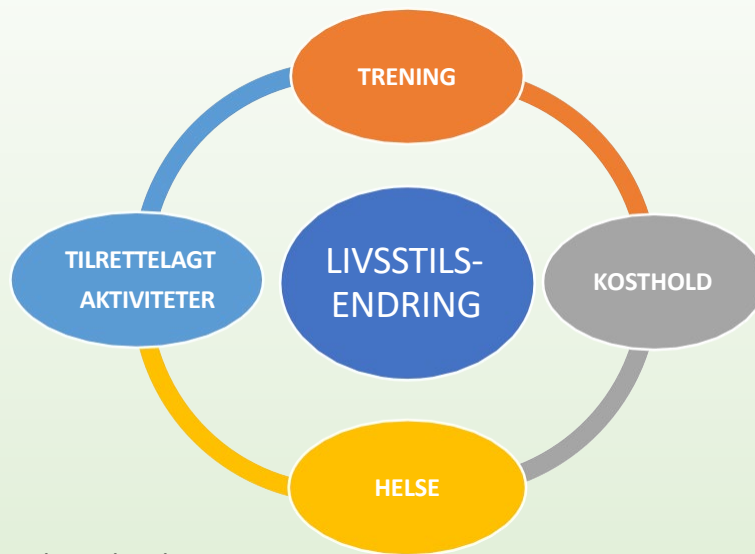 TRENING
LIVSSTILS-
ENDRING
TILRETTELAGT
AKTIVITETER
KOSTHOLD
HELSE